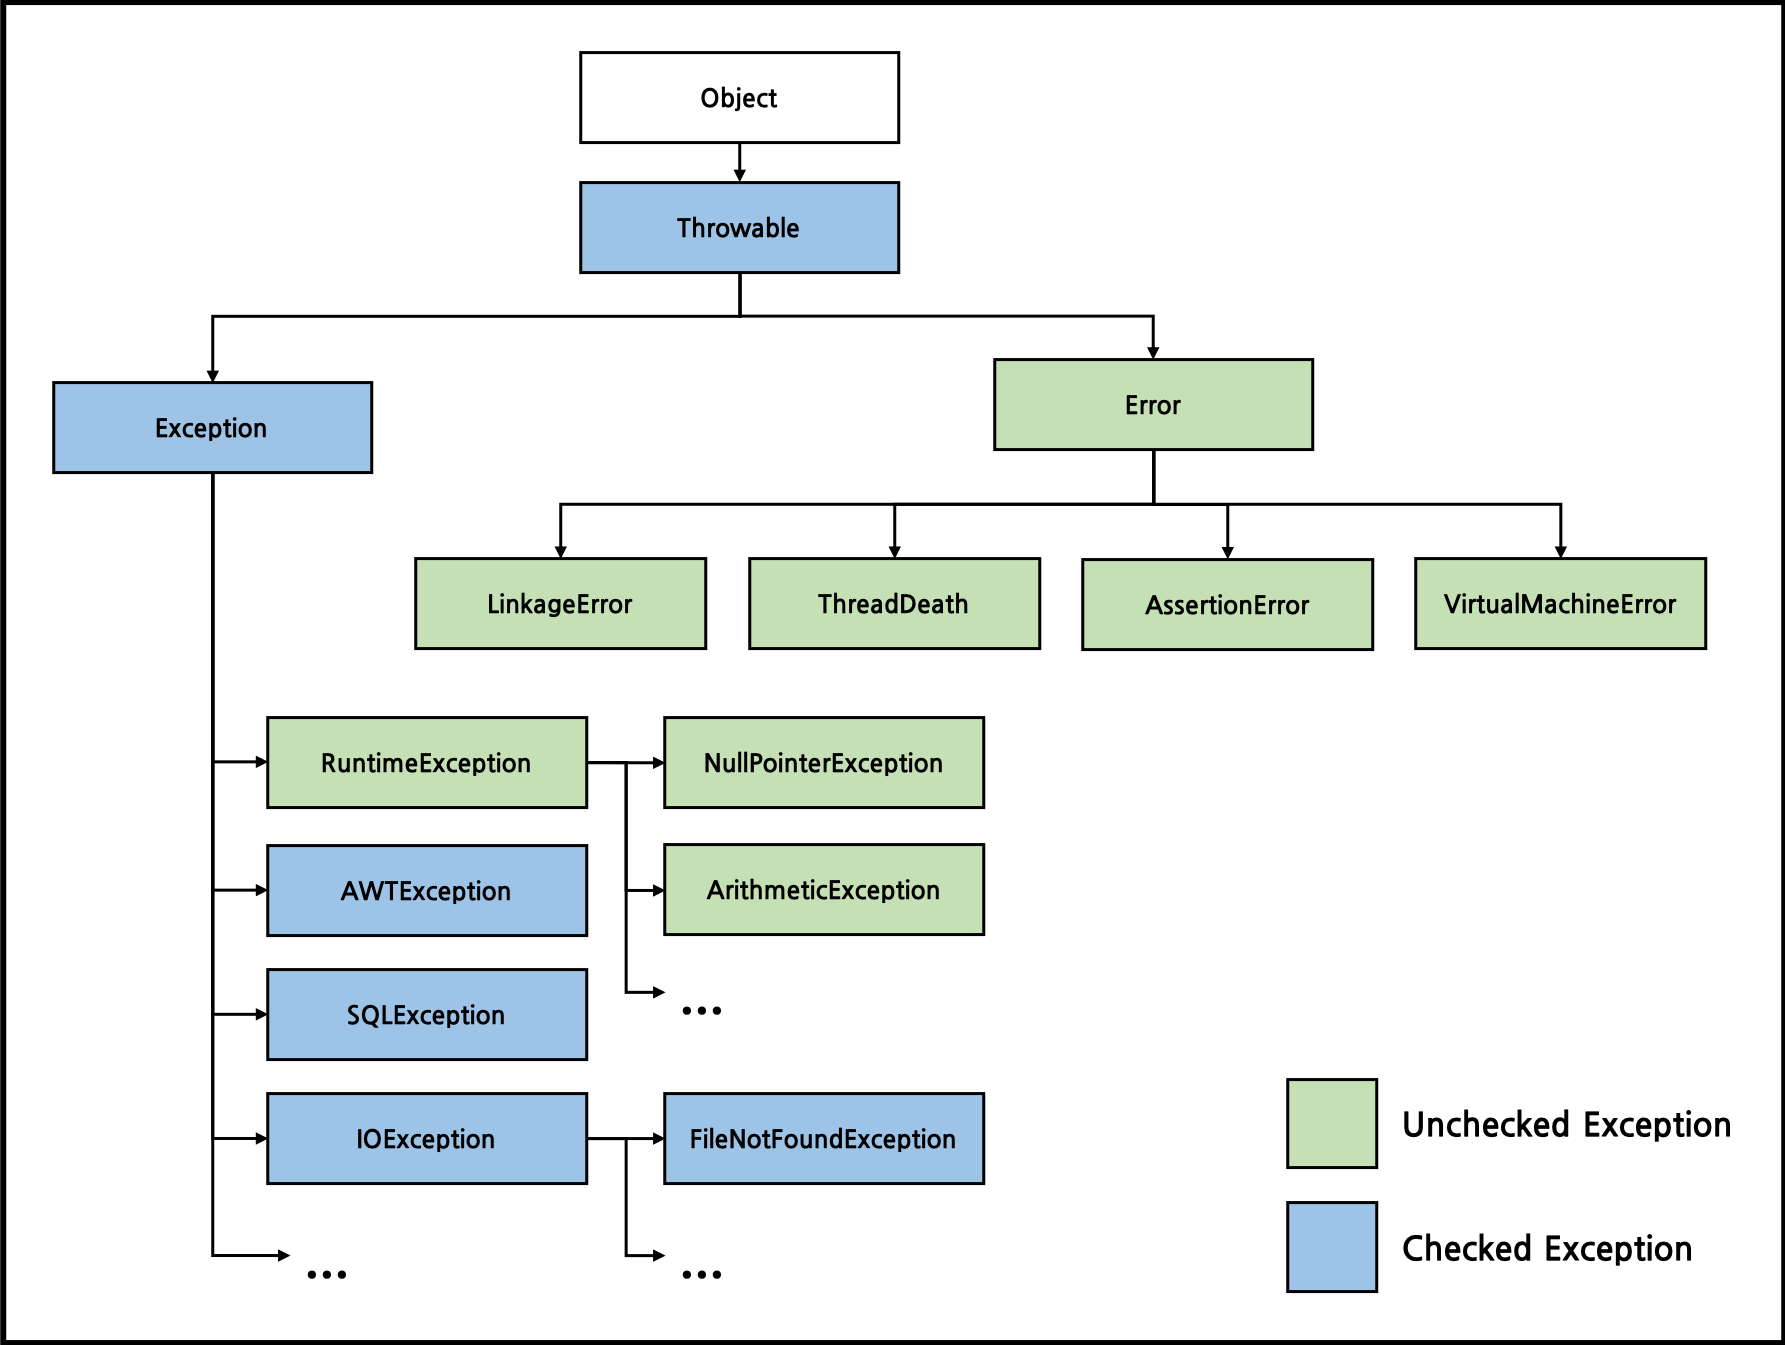 Object
Throwable
Exception
Error
LinkageError
ThreadDeath
AssertionError
VirtualMachineError
RuntimeException
NullPointerException
AWTException
ArithmeticException
SQLException
...
IOException
FileNotFoundException
...
...
Unchecked Exception
Checked Exception